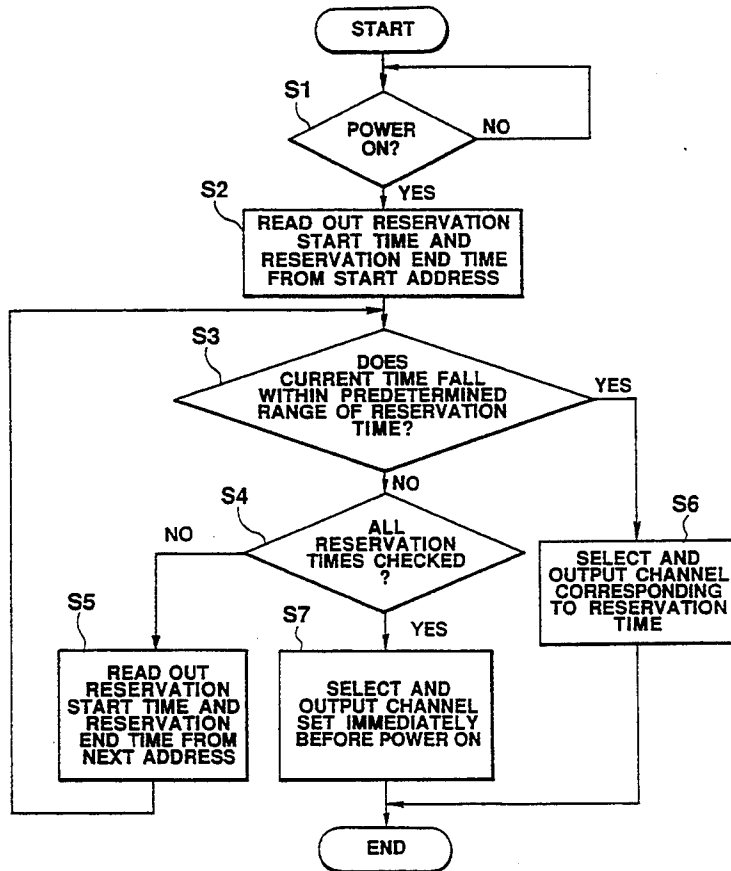 START
S1
POWER
ON?
NO
YES
S2
READ OUT RESERVATION
START TIME AND
RESERVATION END TIME
FROM START ADDRESS
S3
DOES
CURRENT TIME FALL
WITHIN PREDETERMINED
RANGE OF RESERVATION
TIME?
YES
NO
S4
ALL
RESERVATION
TIMES CHECKED
?
NO
YES
S6
SELECT AND
OUTPUT CHANNEL
CORRESPONDING
TO RESERVATION
TIME
S5
READ OUT
RESERVATION
START TIME AND
RESERVATION
END TIME FROM
NEXT ADDRESS
S7
SELECT AND
OUTPUT CHANNEL
SET IMMEDIATELY
BEFORE POWER ON
END